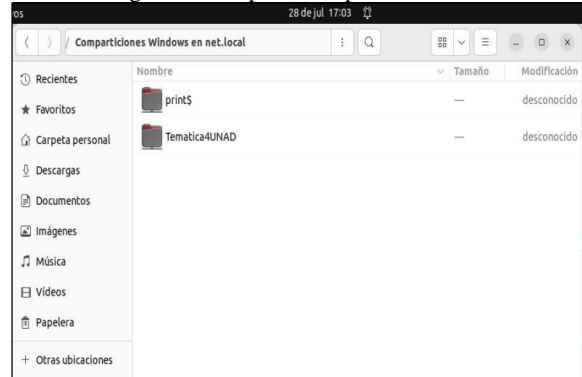 os
28 de jul 17:03
/ Comparticiones Windows en net.local
Nombre Tamaño Modificación
Recientes
print$ — desconocido
Favoritos
Tematica4UNAD — desconocido
Carpeta personal
Descargas
Documentos
Imágenes
Música
Vídeos
Papelera
+ Otras ubicaciones